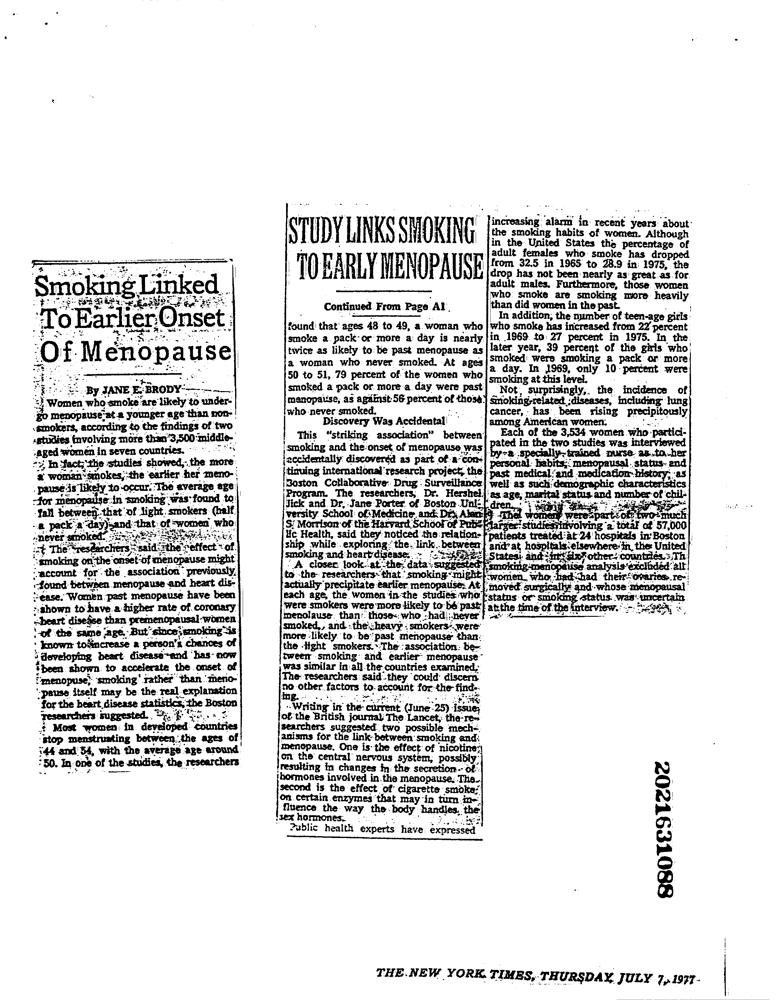 Smoking Linked
To Earlier Onset
Of Menopause
By JANE E. BRODY
Women who smoke are likely to under-
go menopause at a younger age than non-
smokers, according to the findings of two
studies involving more than 3,500 middle-
aged women in seven countries.
In fact, the studies showed, the more
a woman smokes, the earlier her meno-
pause is likely to occur. The average age
for menopause in smoking was found to
fall between that of light smokers (half
a pack a day) and that of women who
never smoked.
The researchers said the effect of
smoking on the onset of menopause might
account for the association previously
found between menopause and heart dis-
ease. Women past menopause have been
shown to have a higher rate of coronary
heart disease than premenopausal women
of the same age. But since smoking is
known to increase a person's chances of
developing heart disease and has now
been shown to accelerate the onset of
menopuse, smoking rather than meno-
pause itself may be the real explanation
for the heart disease statistics, the Boston
researchers suggested.
Most women in developed countries
stop menstruating between the ages of
44 and 54, with the average age around
50. In one of the studies, the researchers
STUDY LINKS SMOKING
TO EARLY MENOPAUSE
Continued From Page A1
found that ages 48 to 49, a woman who
smoke a pack or more a day is nearly
twice as likely to be past menopause as
a woman who never smoked. At ages
50 to 51, 79 percent of the women who
smoked a pack or more a day were past
menopause, as against 56 percent of those
who never smoked.
Discovery Was Accidental
This "striking association" between
smoking and the onset of menopause was
accidentally discovered as part of a con-
tinuing international research project, the
Boston Collaborative Drug Surveillance
Program. The researchers, Dr. Hershel
Jick and Dr. Jane Porter of Boston Uni-
versity School of Medicine and Dr. Alan
S. Morrison of the Harvard School of Pub-
lic Health, said they noticed the relation-
ship while exploring the link between
smoking and heart disease.
A closer look at the data suggested
to the researchers that smoking might
actually precipitate earlier menopause. At
each age, the women in the studies who
were smokers were more likely to be past
menolause than those who had never
smoked, and the heavy smokers were
more likely to be past menopause than
the light smokers. The association be-
tween smoking and earlier menopause
was similar in all the countries examined.
The researchers said they could discern
no other factors to account for the find-
ing.
Writing in the current (June 25) issue
of the British journal The Lancet, the re-
searchers suggested two possible mech-
anisms for the link between smoking and
menopause. One is the effect of nicotine
on the central nervous system, possibly
resulting in changes in the secretion of
hormones involved in the menopause. The
second is the effect of cigarette smoke
on certain enzymes that may in turn in-
fluence the way the body handles the
sex hormones.
Public health experts have expressed
increasing alarm in recent years about
the smoking habits of women. Although
in the United States the percentage of
adult females who smoke has dropped
from 32.5 in 1965 to 28.9 in 1975, the
drop has not been nearly as great as for
adult males. Furthermore, those women
who smoke are smoking more heavily
than did women in the past.
In addition, the number of teen-age girls
who smoke has increased from 22 percent
in 1969 to 27 percent in 1975. In the
later year, 39 percent of the girls who
smoked were smoking a pack or more
a day. In 1969, only 10 percent were
smoking at this level.
Not surprisingly, the incidence of
smoking-related diseases, including lung
cancer, has been rising precipitously
among American women.
Each of the 3,534 women who partici-
pated in the two studies was interviewed
by a specially trained nurse as to her
personal habits, menopausal status and
past medical and medication history, as
well as such demographic characteristics
as age, marital status and number of chil-
dren.
The women were part of two much
larger studies involving a total of 57,000
patients treated at 24 hospitals in Boston
and at hospitals elsewhere in the United
States and in six other countries. Th
smoking-menopause analysis excluded all
women who had had their ovaries re-
moved surgically and whose menopausal
status or smoking status was uncertain
at the time of the interview.
2021631088
THE NEW YORK TIMES, THURSDAY, JULY 7, 1977